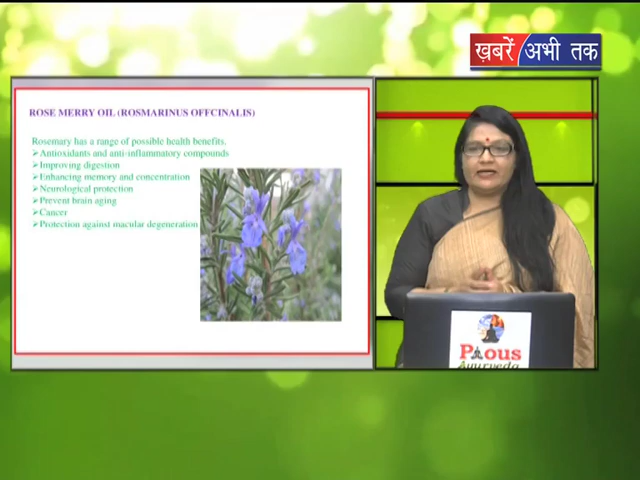 ख़बरें अभी तक
ROSE MERRY OIL (ROSMARINUS OFFCINALIS)
Rosemary has a range of possible health benefits,
➢Antioxidants and anti-inflammatory compounds
➢Improving digestion
➢Enhancing memory and concentration
➢Neurological protection
➢Prevent brain aging
➢Cancer
➢Protection against macular degeneration
Pious
Ayurveda